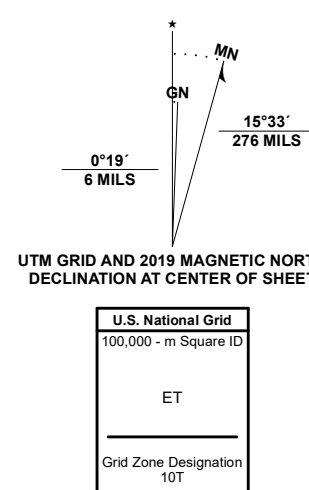 ★
MN
GN
15°33´
276 MILS
0°19´
6 MILS
UTM GRID AND 2019 MAGNETIC NORT
DECLINATION AT CENTER OF SHEET
U.S. National Grid
100,000 - m Square ID
ET
Grid Zone Designation
10T